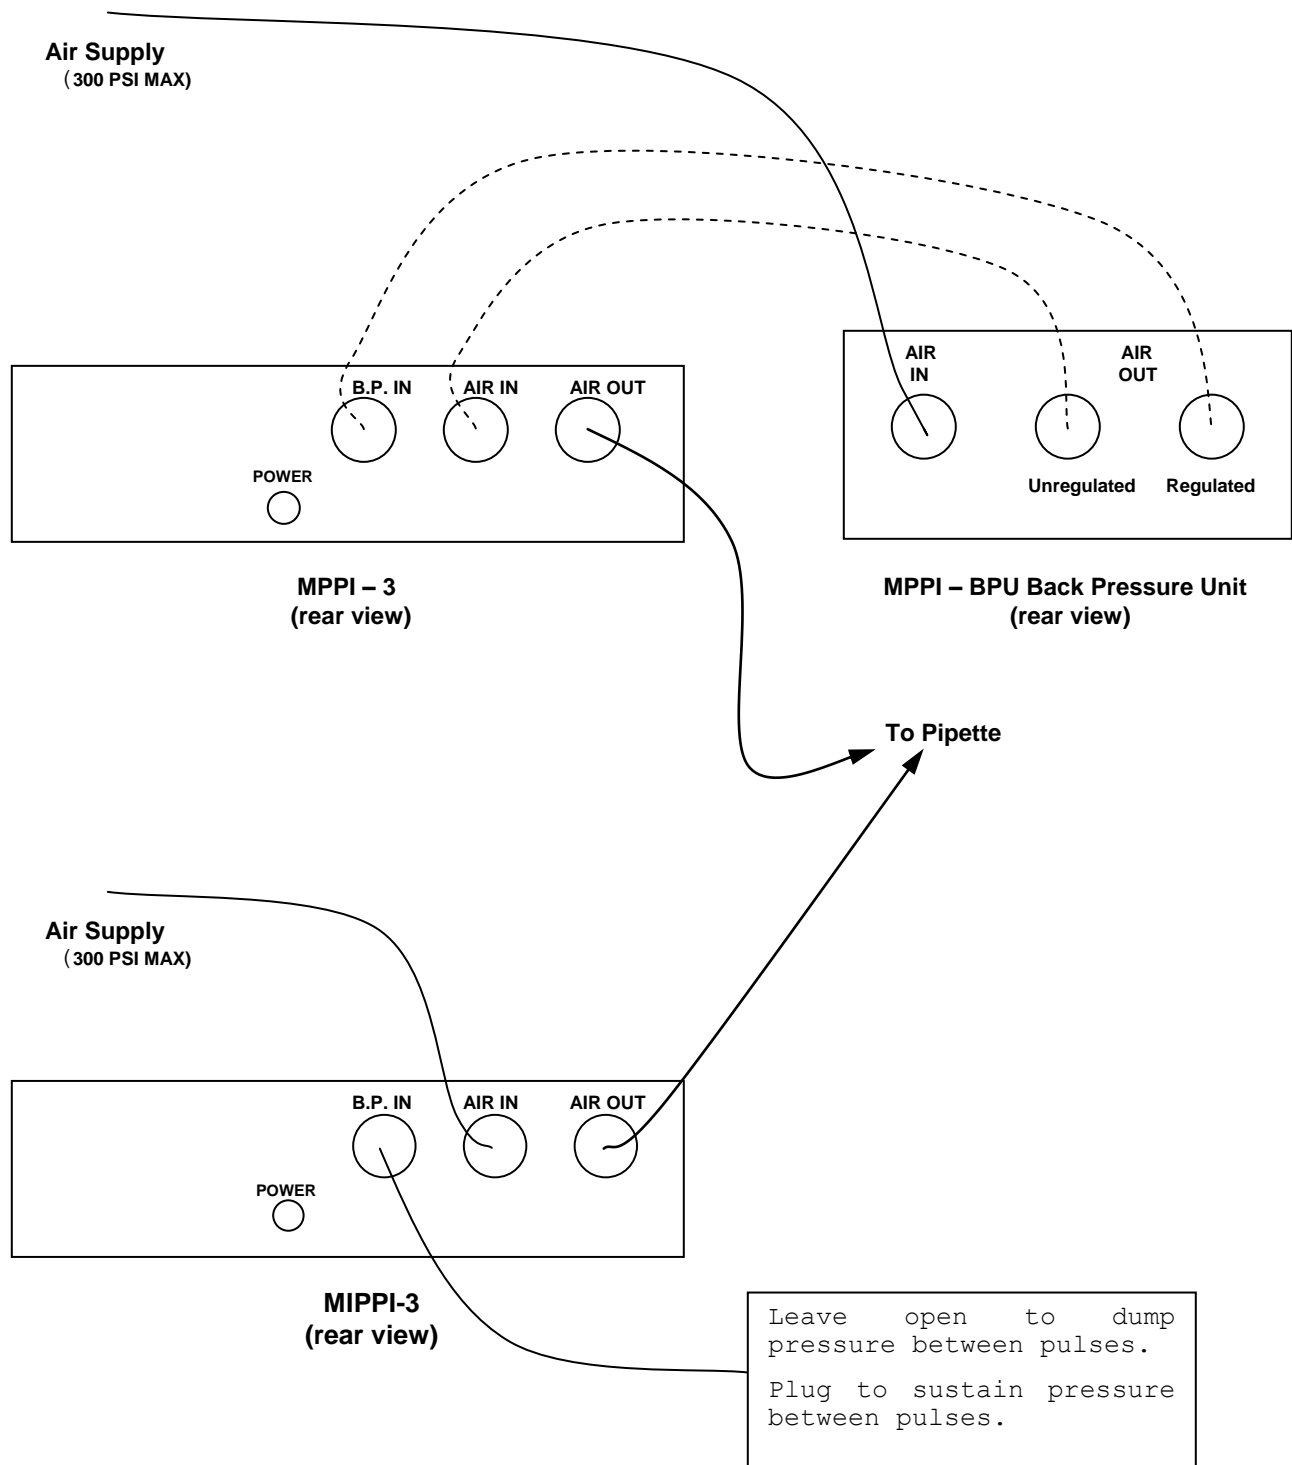 Air Supply
(300 PSI MAX)
AIR
IN
AIR
OUT
B.P. IN
AIR IN
AIR OUT
POWER
Unregulated
Regulated
MPPI – 3
(rear view)
MPPI – BPU Back Pressure Unit
(rear view)
To Pipette
Air Supply
(300 PSI MAX)
B.P. IN
AIR IN
AIR OUT
POWER
MIPPI-3
(rear view)
Leave open to dump
pressure between pulses.
Plug to sustain pressure
between pulses.